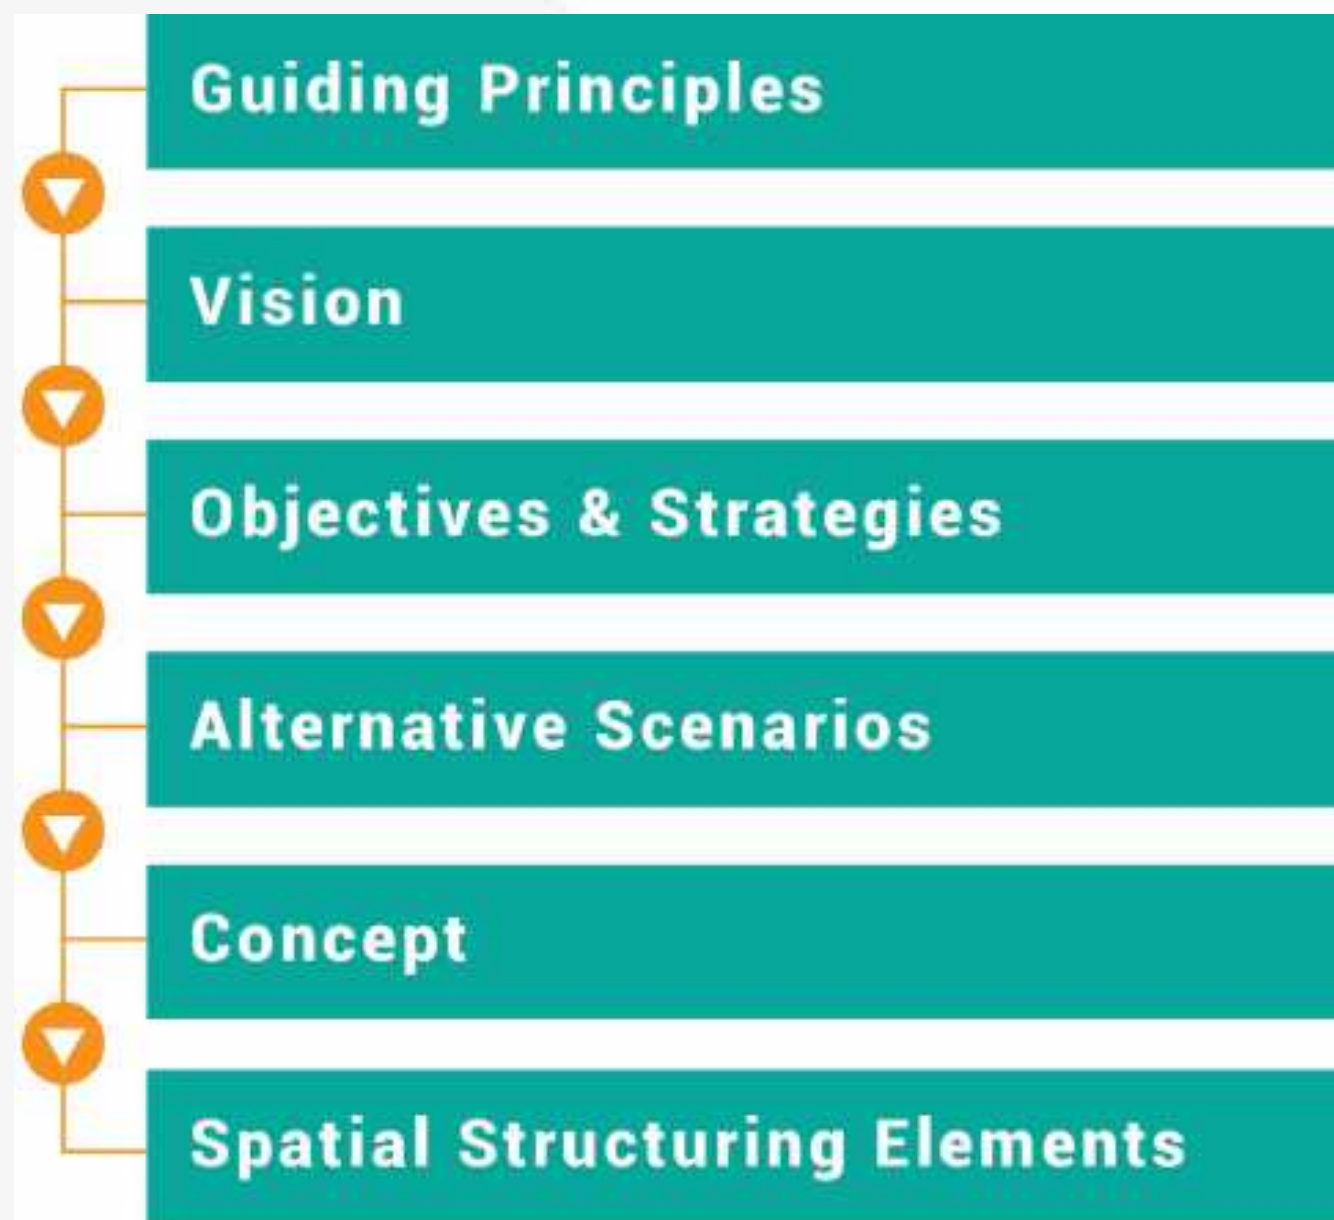 Guiding Principles
Vision
Objectives & Strategies
Alternative Scenarios
Concept
Spatial Structuring Elements